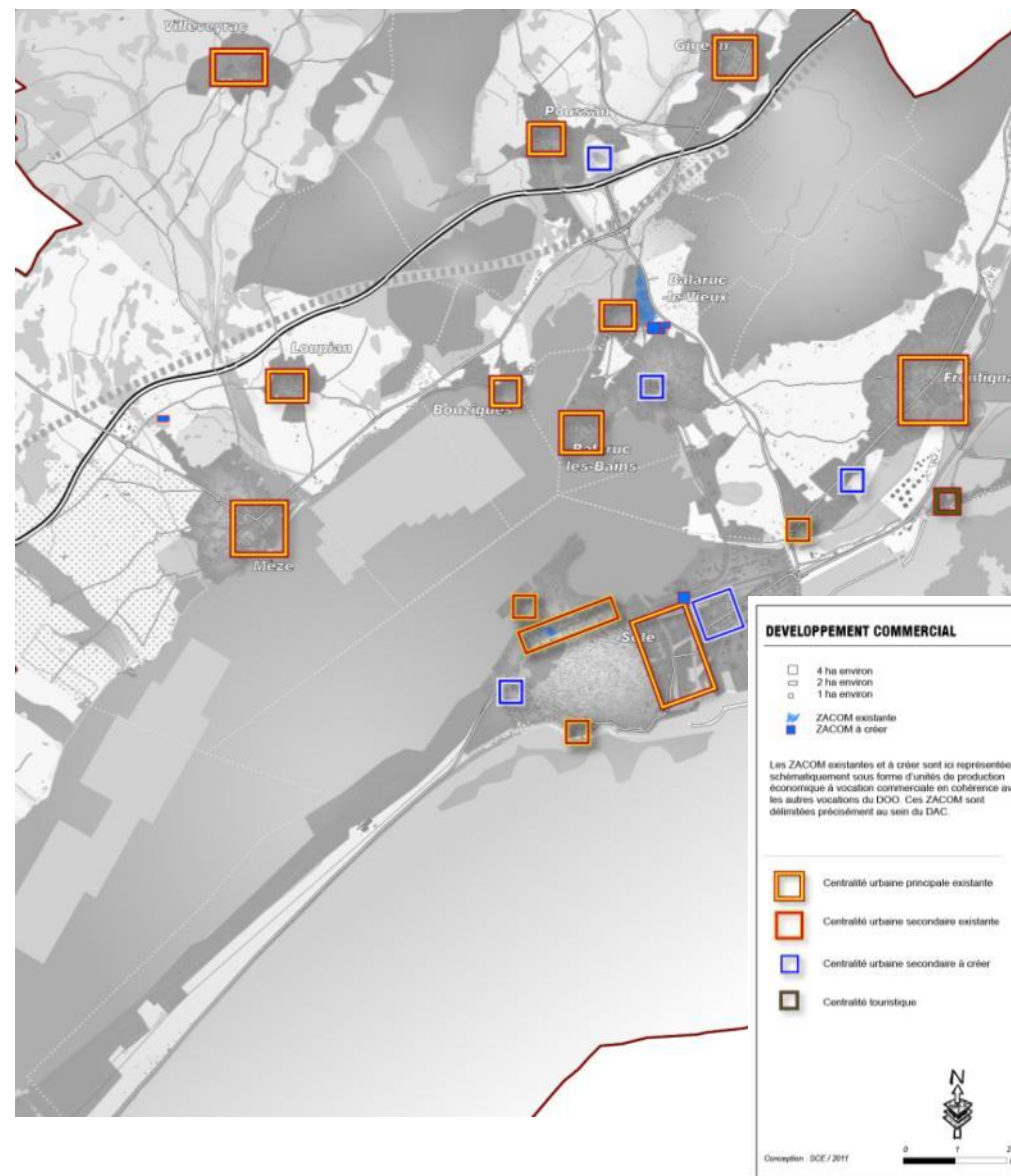 Villeveyrac
Gigean
Poussan
Balaruc
-le-Vieux
Loupian
Frontigna
Bouzigues
Balaruc
les-Bains
Mèze
Sète
DEVELOPPEMENT COMMERCIAL
4 ha environ
2 ha environ
1 ha environ
ZACOM existante
ZACOM à créer
Les ZACOM existantes et à créer sont ici représentée
schématiquement sous forme d'unités de production
économique à vocation commerciale en cohérence av
les autres vocations du DOO. Ces ZACOM sont
délimitées précisément au sein du DAC.
Centralité urbaine principale existante
Centralité urbaine secondaire existante
Centralité urbaine secondaire à créer
Centralité touristique
N
0 1 2
Conception : SCE / 2011